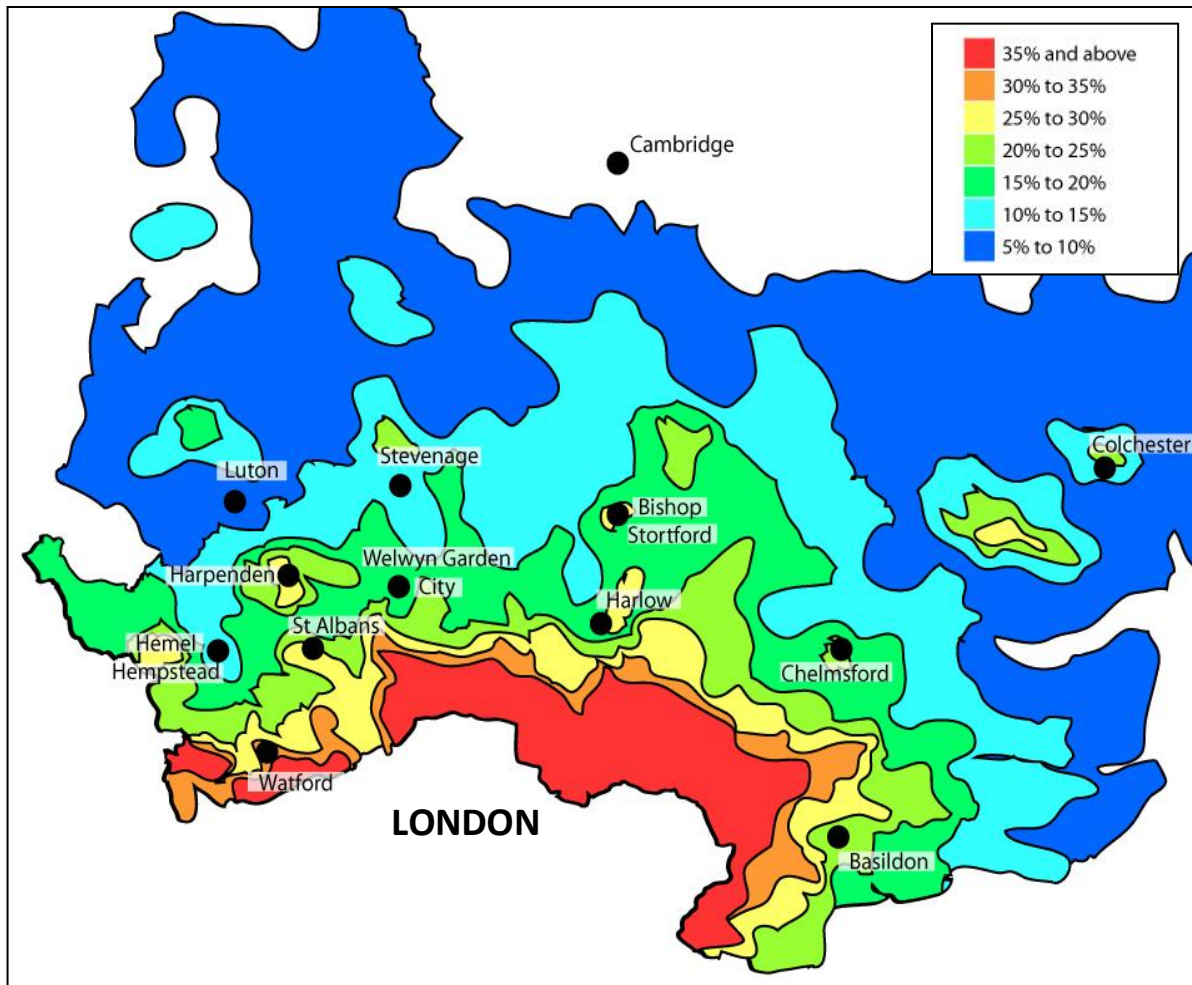 35% and above
30% to 35%
25% to 30%
20% to 25%
15% to 20%
10% to 15%
5% to 10%
Cambridge
Colchester
Stevenage
Luton
Bishop
Stortford
Welwyn Garden
City
Harpenden
Harlow
St Albans
Hemel
Hempstead
Chelmsford
Watford
LONDON
Basildon